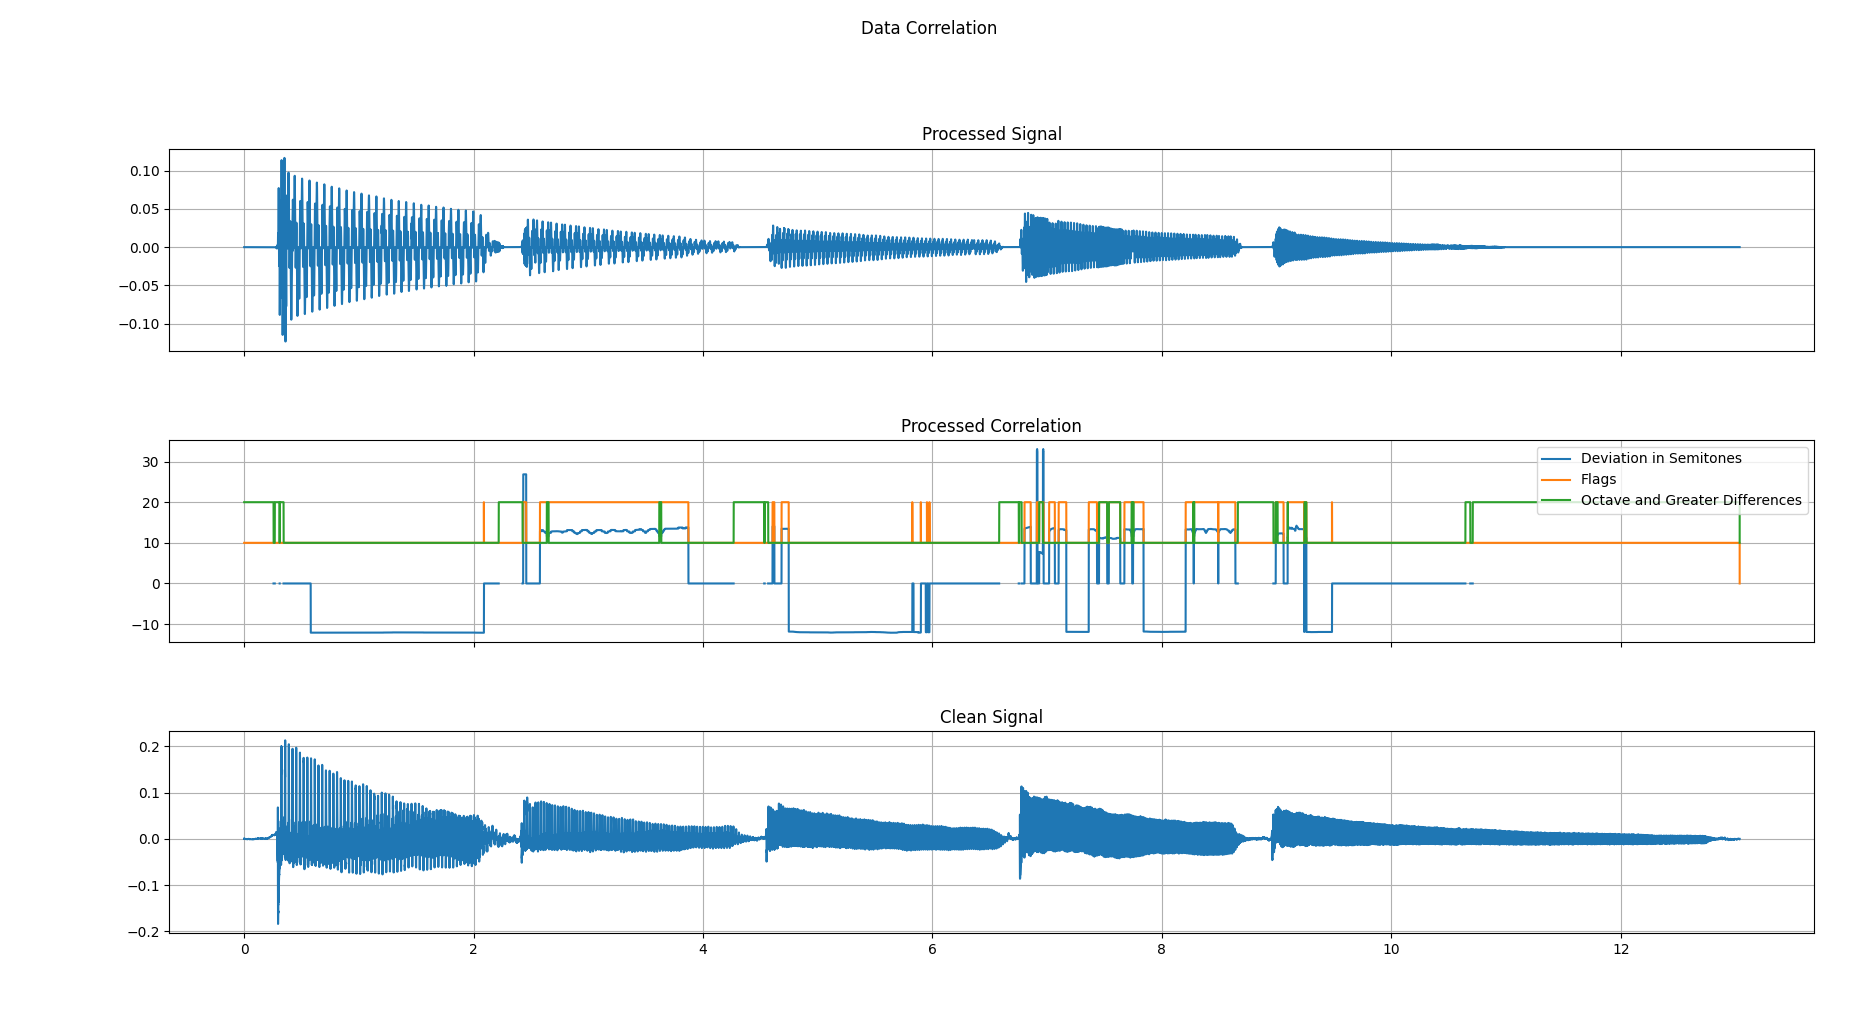 Data Correlation
Processed Signal
0.10
0.05
0.00
−0.05
−0.10
Processed Correlation
30
20
10
0
−10
Deviation in Semitones
Flags
Octave and Greater Differences
Clean Signal
0.2
0.1
0.0
−0.1
−0.2
0 2 4 6 8 10 12